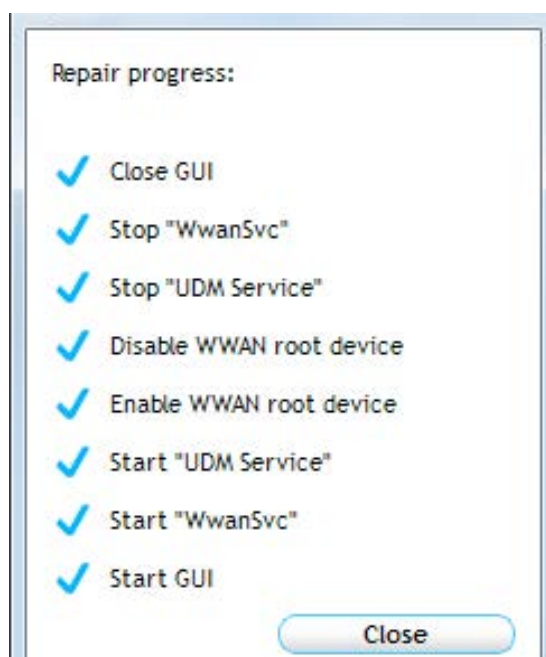 Repair progress:
Close GUI
Stop "WwanSvc"
Stop "UDM Service"
Disable WWAN root device
Enable WWAN root device
Start "UDM Service"
Start "WwanSvc"
Start GUI
Close